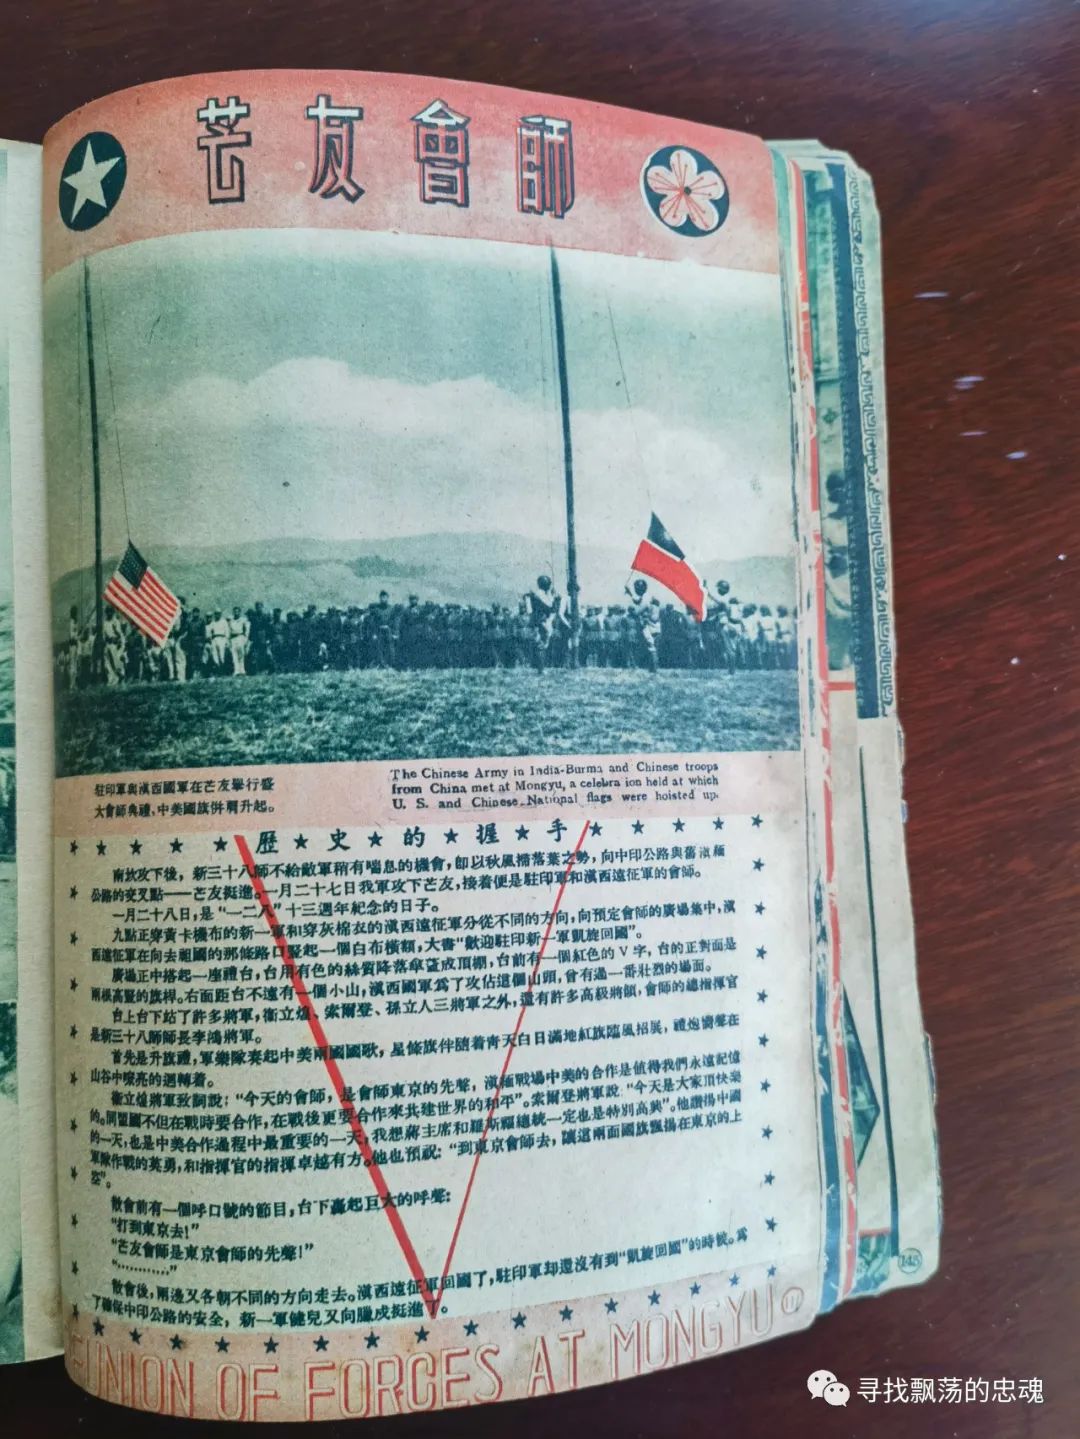 芒友會師
駐印軍與滇西國軍在芒友舉行盛
大會師典禮,中美國旗併肩升起。
The Chinese Army in India-Burma and Chinese troops
from China met at Mongyu, a celebra ion held at which
U. S. and Chinese National flags were hoisted up.
歷★史★的★握★手
南坎攻下後,新三十八師不給敵軍稍有喘息的機會,卽以秋風掃落葉之勢,向中印公路與舊滇緬
公路的交叉點——芒友挺進。一月二十七日我軍攻下芒友,接着便是駐印軍和滇西遠征軍的會師。
一月二十八日,是“一二八”十三週年紀念的日子。
九點正穿黃卡機布的新一軍和穿灰棉衣的滇西遠征軍分從不同的方向,向預定會師的廣場集中,滇
西遠征軍在向去祖國的那條路口豎起一個白布橫額,大書“歡迎駐印新一軍凱旋回國”。
廣場正中搭起一座禮台,台用有色的絲質降落傘蓋成頂棚,台前有一個紅色的V字,台的正對面是
兩根高豎的旗桿。右面距台不遠有一個小山,滇西國軍爲了攻佔這個山頭,曾有過一番壯烈的場面。
台上台下站了許多將軍,衞立煌、索爾登、孫立人三將軍之外,還有許多高級將領,會師的總指揮官
是新三十八師師長李鴻將軍。
首先是升旗禮,軍樂隊奏起中美兩國國歌,星條旗伴隨着靑天白日滿地紅旗臨風招展,禮炮響聲在
山谷中嘹亮的迴轉着。
衞立煌將軍致詞說:“今天的會師,是會師東京的先聲,滇緬戰場中美的合作是値得我們永遠記憶
的。同盟國不但在戰時要合作,在戰後更要合作來共建世界的和平”。索爾登將軍說:“今天是大家頂快樂
的一天,也是中美合作過程中最重要的一天,我想蔣主席和羅斯福總統一定也是特別高興”。他讚揚中國
軍隊作戰的英勇,和指揮官的指揮卓越有方。他也預祝:“到東京會師去,讓這兩面國旗飄揚在東京的上
空”。
散會前有一個呼口號的節目,台下轟起巨大的呼聲:
“打到東京去!”
“芒友會師是東京會師的先聲!”
“…………”
散會後,兩邊又各朝不同的方向走去。滇西遠征軍回國了,駐印軍却還沒有到“凱旋回國”的時候。爲
了確保中印公路的安全,新一軍健兒又向臘戍挺進了。
EUNION OF FORCES AT MONGYU
145
寻找飘荡的忠魂